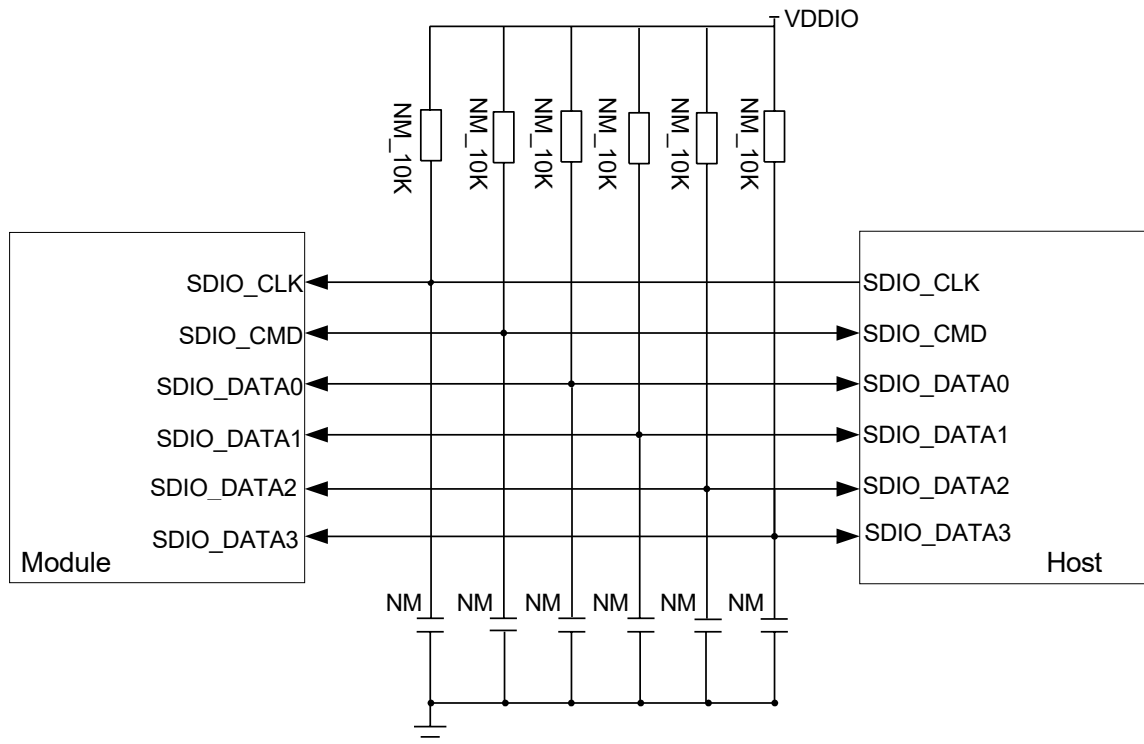 VDDIO
NM_10K
NM_10K
NM_10K
NM_10K
NM_10K
NM_10K
SDIO_CLK
SDIO_CMD
SDIO_DATA0
SDIO_DATA1
SDIO_DATA2
SDIO_DATA3
Module
SDIO_CLK
SDIO_CMD
SDIO_DATA0
SDIO_DATA1
SDIO_DATA2
SDIO_DATA3
Host
NM
NM
NM
NM
NM
NM